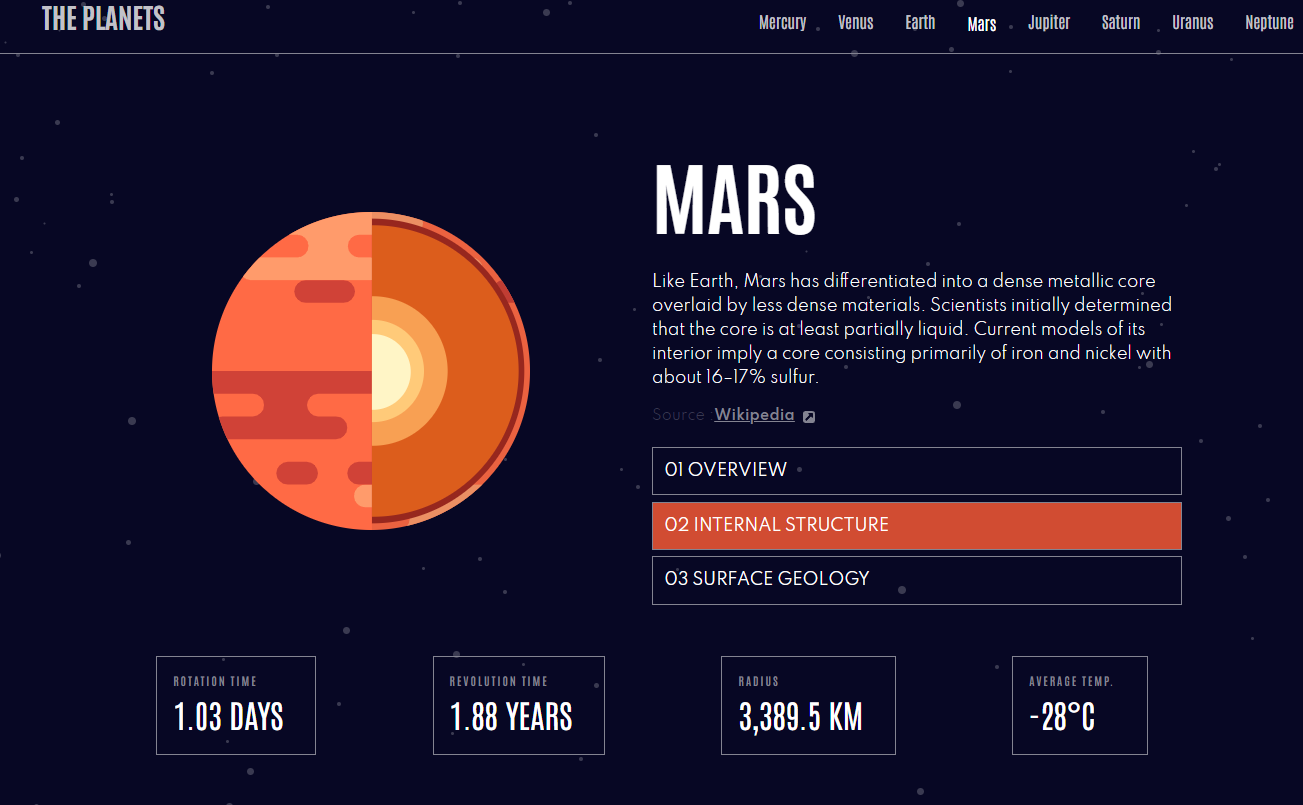 THE PLANETS
Mercury Venus Earth Mars Jupiter Saturn Uranus Neptune
MARS
Like Earth, Mars has differentiated into a dense metallic core
overlaid by less dense materials. Scientists initially determined
that the core is at least partially liquid. Current models of its
interior imply a core consisting primarily of iron and nickel with
about 16–17% sulfur.
Source :Wikipedia
01 OVERVIEW
02 INTERNAL STRUCTURE
03 SURFACE GEOLOGY
ROTATION TIME
1.03 DAYS
REVOLUTION TIME
1.88 YEARS
RADIUS
3,389.5 KM
AVERAGE TEMP.
-28°C